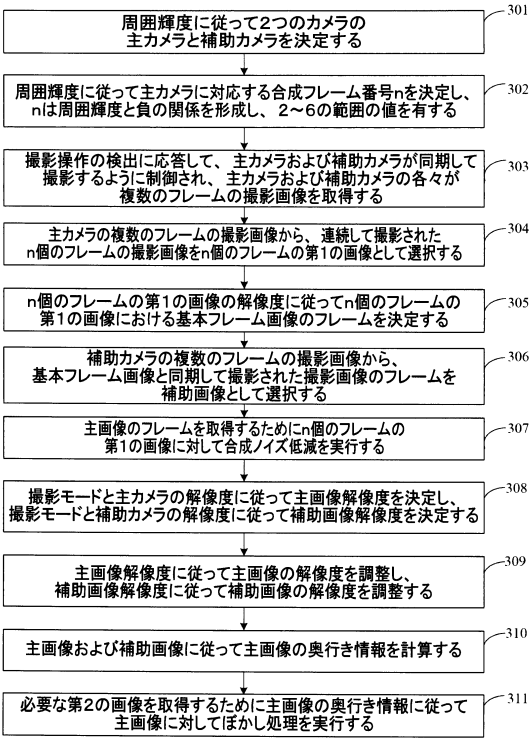 301
周囲輝度に従って２つのカメラの
主カメラと補助カメラを決定する
302
周囲輝度に従って主カメラに対応する合成フレーム番号nを決定し、
nは周囲輝度と負の関係を形成し、２～6の範囲の値を有する
303
撮影操作の検出に応答して、主カメラおよび補助カメラが同期して
撮影するように制御され、主カメラおよび補助カメラの各々が
複数のフレームの撮影画像を取得する
304
主カメラの複数のフレームの撮影画像から、連続して撮影された
n個のフレームの撮影画像をn個のフレームの第１の画像として選択する
305
n個のフレームの第１の画像の解像度に従ってn個のフレームの
第１の画像における基本フレーム画像のフレームを決定する
306
補助カメラの複数のフレームの撮影画像から、
基本フレーム画像と同期して撮影された撮影画像のフレームを
補助画像として選択する
307
主画像のフレームを取得するためにn個のフレームの
第１の画像に対して合成ノイズ低減を実行する
308
撮影モードと主カメラの解像度に従って主画像解像度を決定し、
撮影モードと補助カメラの解像度に従って補助画像解像度を決定する
309
主画像解像度に従って主画像の解像度を調整し、
補助画像解像度に従って補助画像の解像度を調整する
310
主画像および補助画像に従って主画像の奥行き情報を計算する
311
必要な第２の画像を取得するために主画像の奥行き情報に従って
主画像に対してぼかし処理を実行する